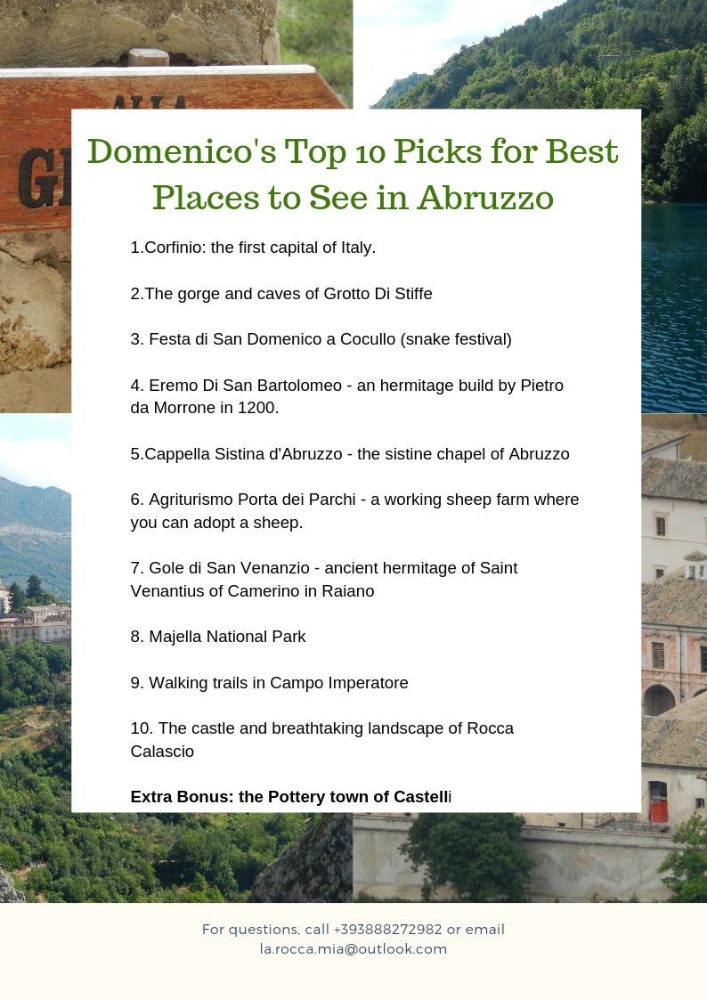 ALLA
Domenico's Top 10 Picks for Best
Places to See in Abruzzo
1.Corfinio: the first capital of Italy.
2.The gorge and caves of Grotto Di Stiffe
3. Festa di San Domenico a Cocullo (snake festival)
4. Eremo Di San Bartolomeo - an hermitage build by Pietro
da Morrone in 1200.
5.Cappella Sistina d'Abruzzo - the sistine chapel of Abruzzo
6. Agriturismo Porta dei Parchi - a working sheep farm where
you can adopt a sheep.
7. Gole di San Venanzio - ancient hermitage of Saint
Venantius of Camerino in Raiano
8. Majella National Park
9. Walking trails in Campo Imperatore
10. The castle and breathtaking landscape of Rocca
Calascio
Extra Bonus: the Pottery town of Castelli
For questions, call +393888272982 or email
la.rocca.mia@outlook.com